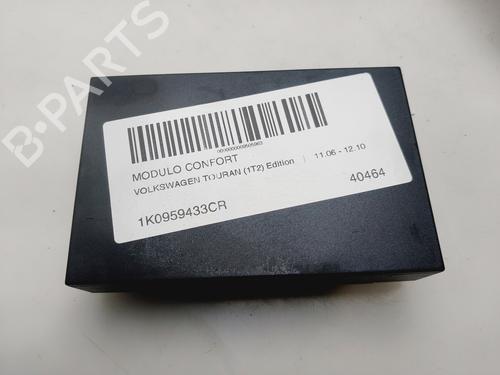 B-PARTS
MODULO CONFORT
VOLKSWAGEN TOURAN (1T2) Edition | 11.06 - 12.10
1K0959433CR
40464